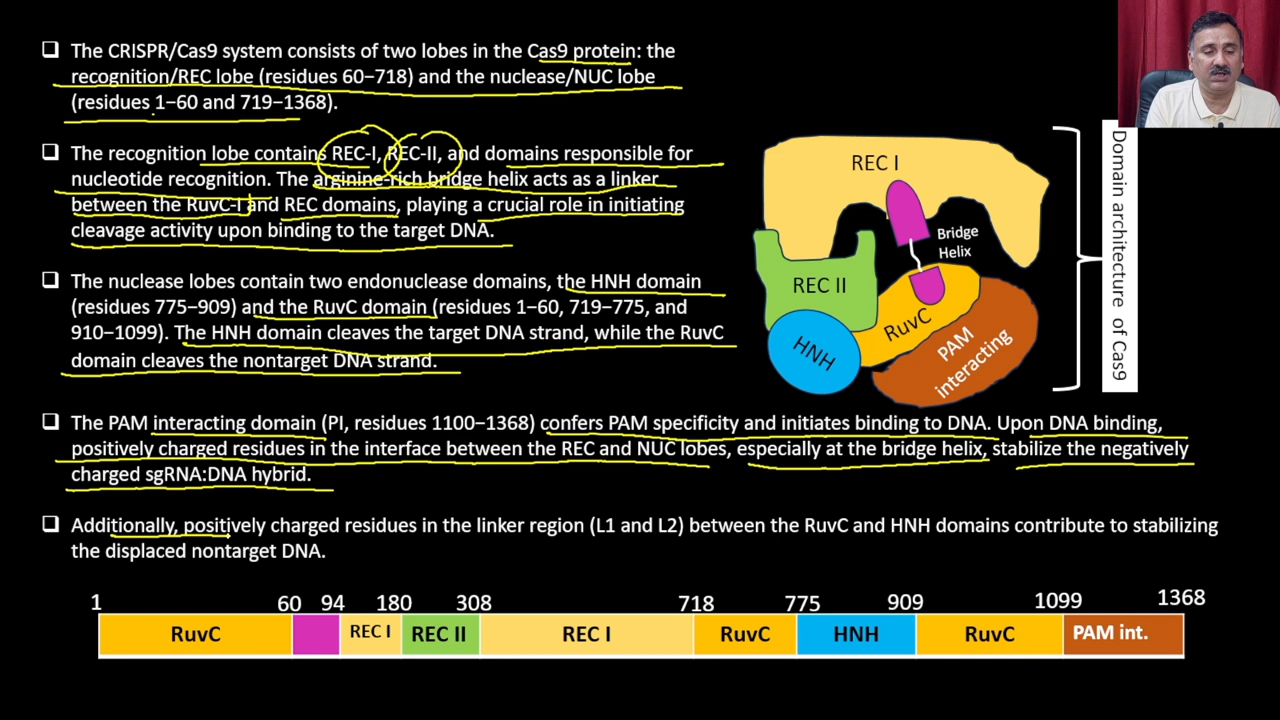 The CRISPR/Cas9 system consists of two lobes in the Cas9 protein: the
recognition/REC lobe (residues 60−718) and the nuclease/NUC lobe
(residues 1−60 and 719−1368).
The recognition lobe contains REC-I, REC-II, and domains responsible for
nucleotide recognition. The arginine-rich bridge helix acts as a linker
between the RuvC-I and REC domains, playing a crucial role in initiating
cleavage activity upon binding to the target DNA.
The nuclease lobes contain two endonuclease domains, the HNH domain
(residues 775−909) and the RuvC domain (residues 1−60, 719−775, and
910−1099). The HNH domain cleaves the target DNA strand, while the RuvC
domain cleaves the nontarget DNA strand.
REC I
Bridge
Helix
REC II
RuvC
HNH
PAM
interacting
Domain architecture of Cas9
The PAM interacting domain (PI, residues 1100−1368) confers PAM specificity and initiates binding to DNA. Upon DNA binding,
positively charged residues in the interface between the REC and NUC lobes, especially at the bridge helix, stabilize the negatively
charged sgRNA:DNA hybrid.
Additionally, positively charged residues in the linker region (L1 and L2) between the RuvC and HNH domains contribute to stabilizing
the displaced nontarget DNA.
1 60 94 180 308 718 775 909 1099 1368
RuvC REC I REC II REC I RuvC HNH RuvC PAM int.